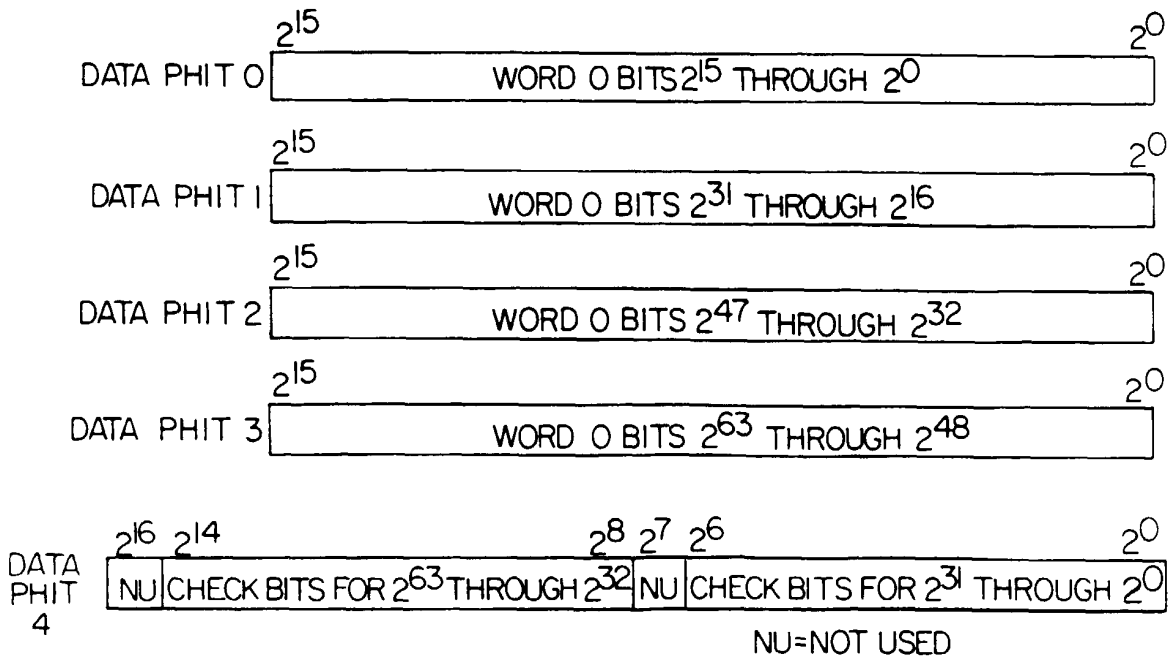 2^15 2^0
DATA PHIT 0 WORD 0 BITS 2^15 THROUGH 2^0
2^15 2^0
DATA PHIT 1 WORD 0 BITS 2^31 THROUGH 2^16
2^15 2^0
DATA PHIT 2 WORD 0 BITS 2^47 THROUGH 2^32
2^15 2^0
DATA PHIT 3 WORD 0 BITS 2^63 THROUGH 2^48
2^16 2^14 2^8 2^7 2^6 2^0
DATA
PHIT
4
NU CHECK BITS FOR 2^63 THROUGH 2^32 NU CHECK BITS FOR 2^31 THROUGH 2^0
NU=NOT USED